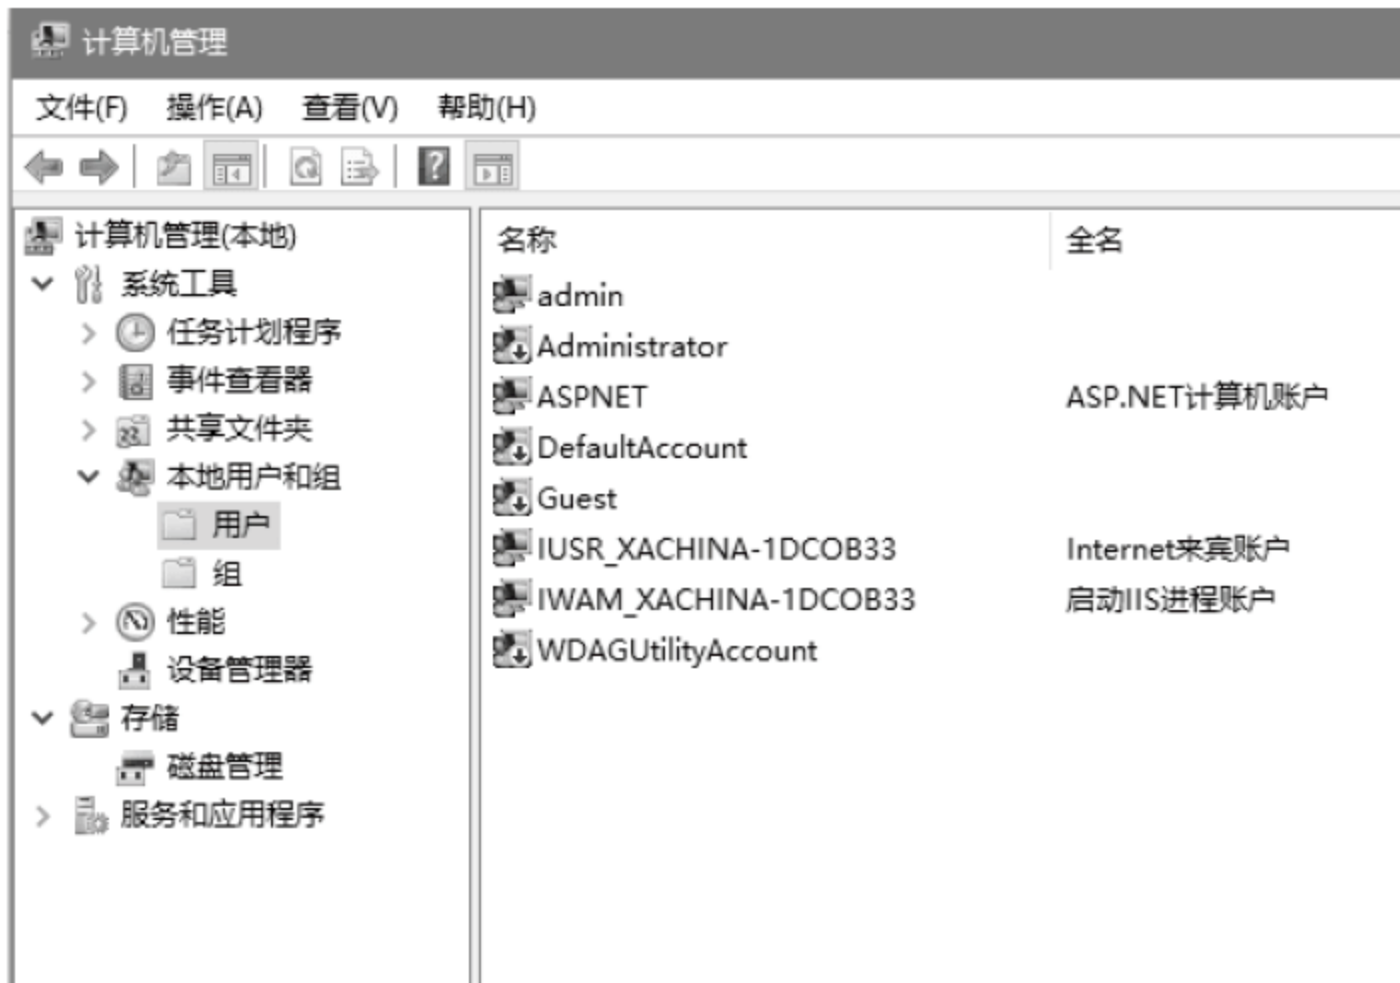 计算机管理
文件(F) 操作(A) 查看(V) 帮助(H)
计算机管理(本地)
系统工具
任务计划程序
事件查看器
共享文件夹
本地用户和组
用户
组
性能
设备管理器
存储
磁盘管理
服务和应用程序
名称 全名
admin
Administrator
ASPNET ASP.NET计算机账户
DefaultAccount
Guest
IUSR_XACHINA-1DCOB33 Internet来宾账户
IWAM_XACHINA-1DCOB33 启动IIS进程账户
WDAGUtilityAccount